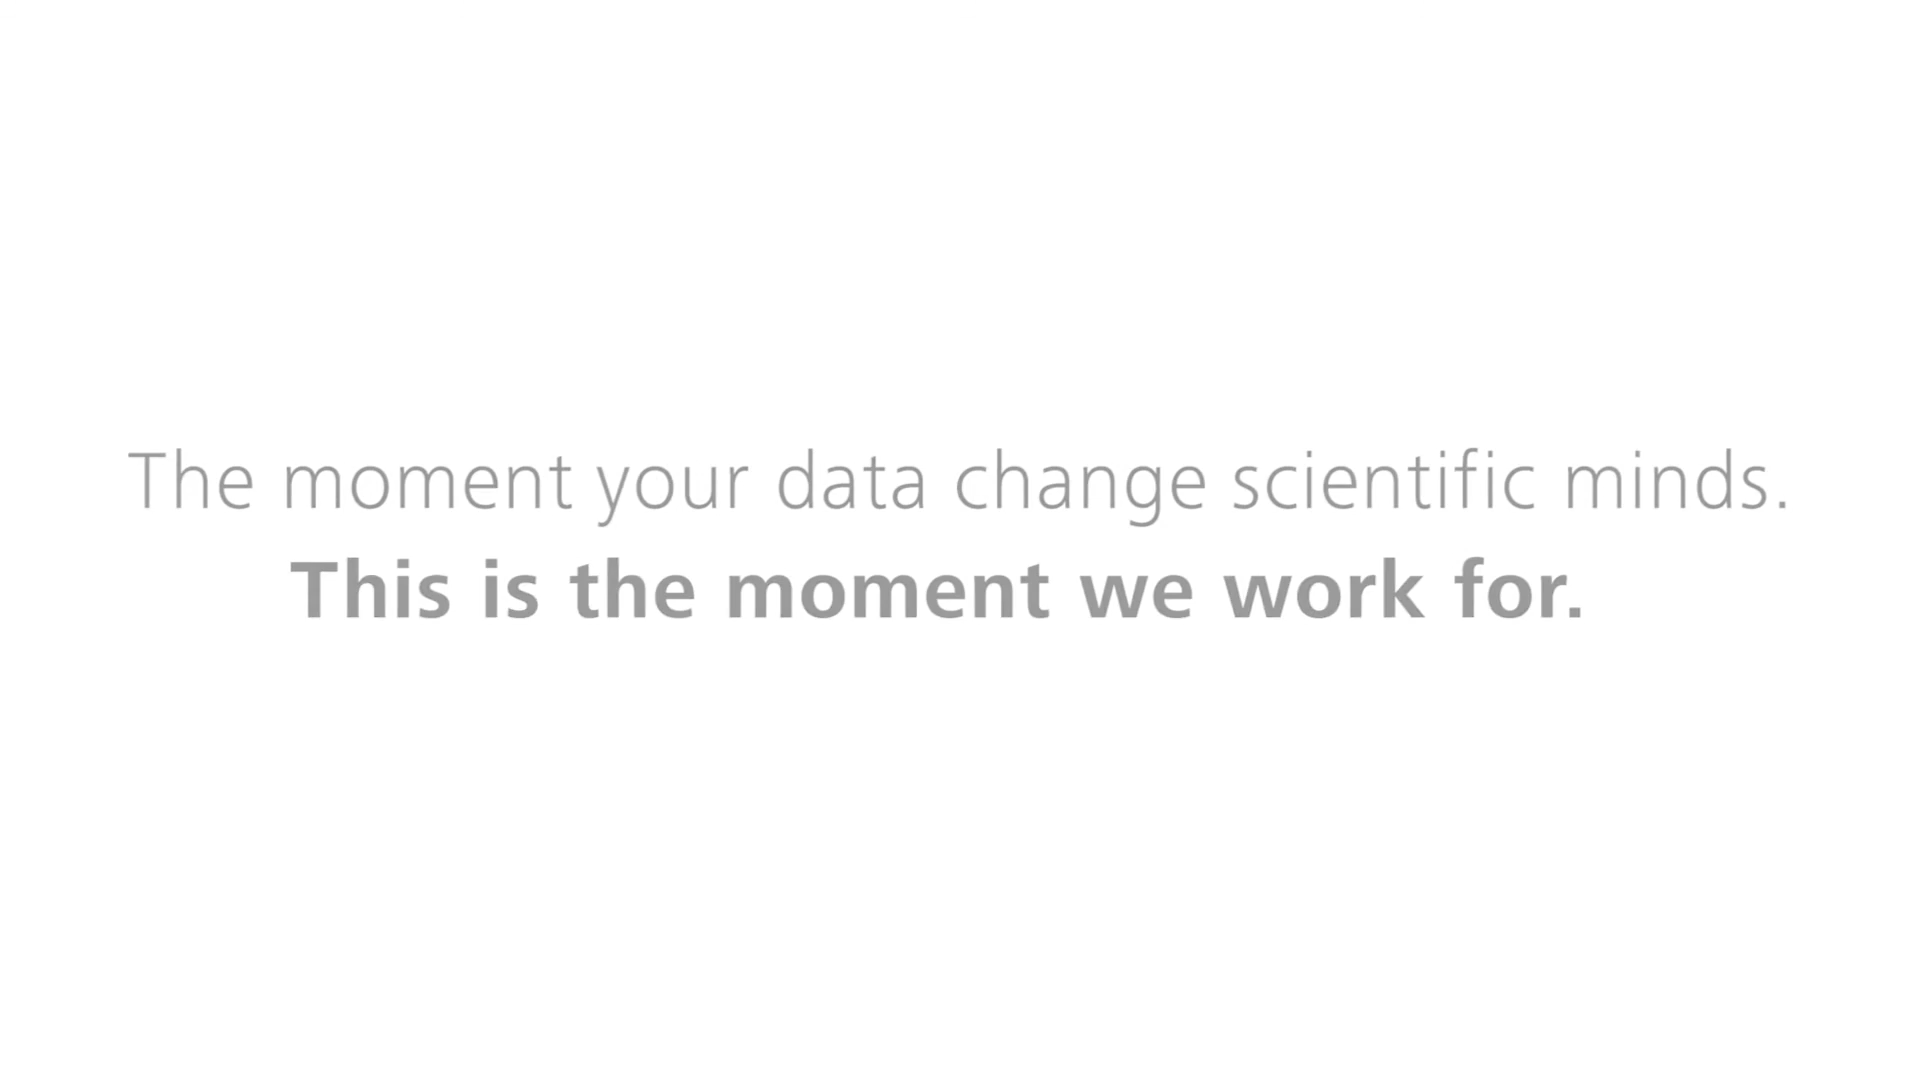 The moment your data change scientific minds.
This is the moment we work for.